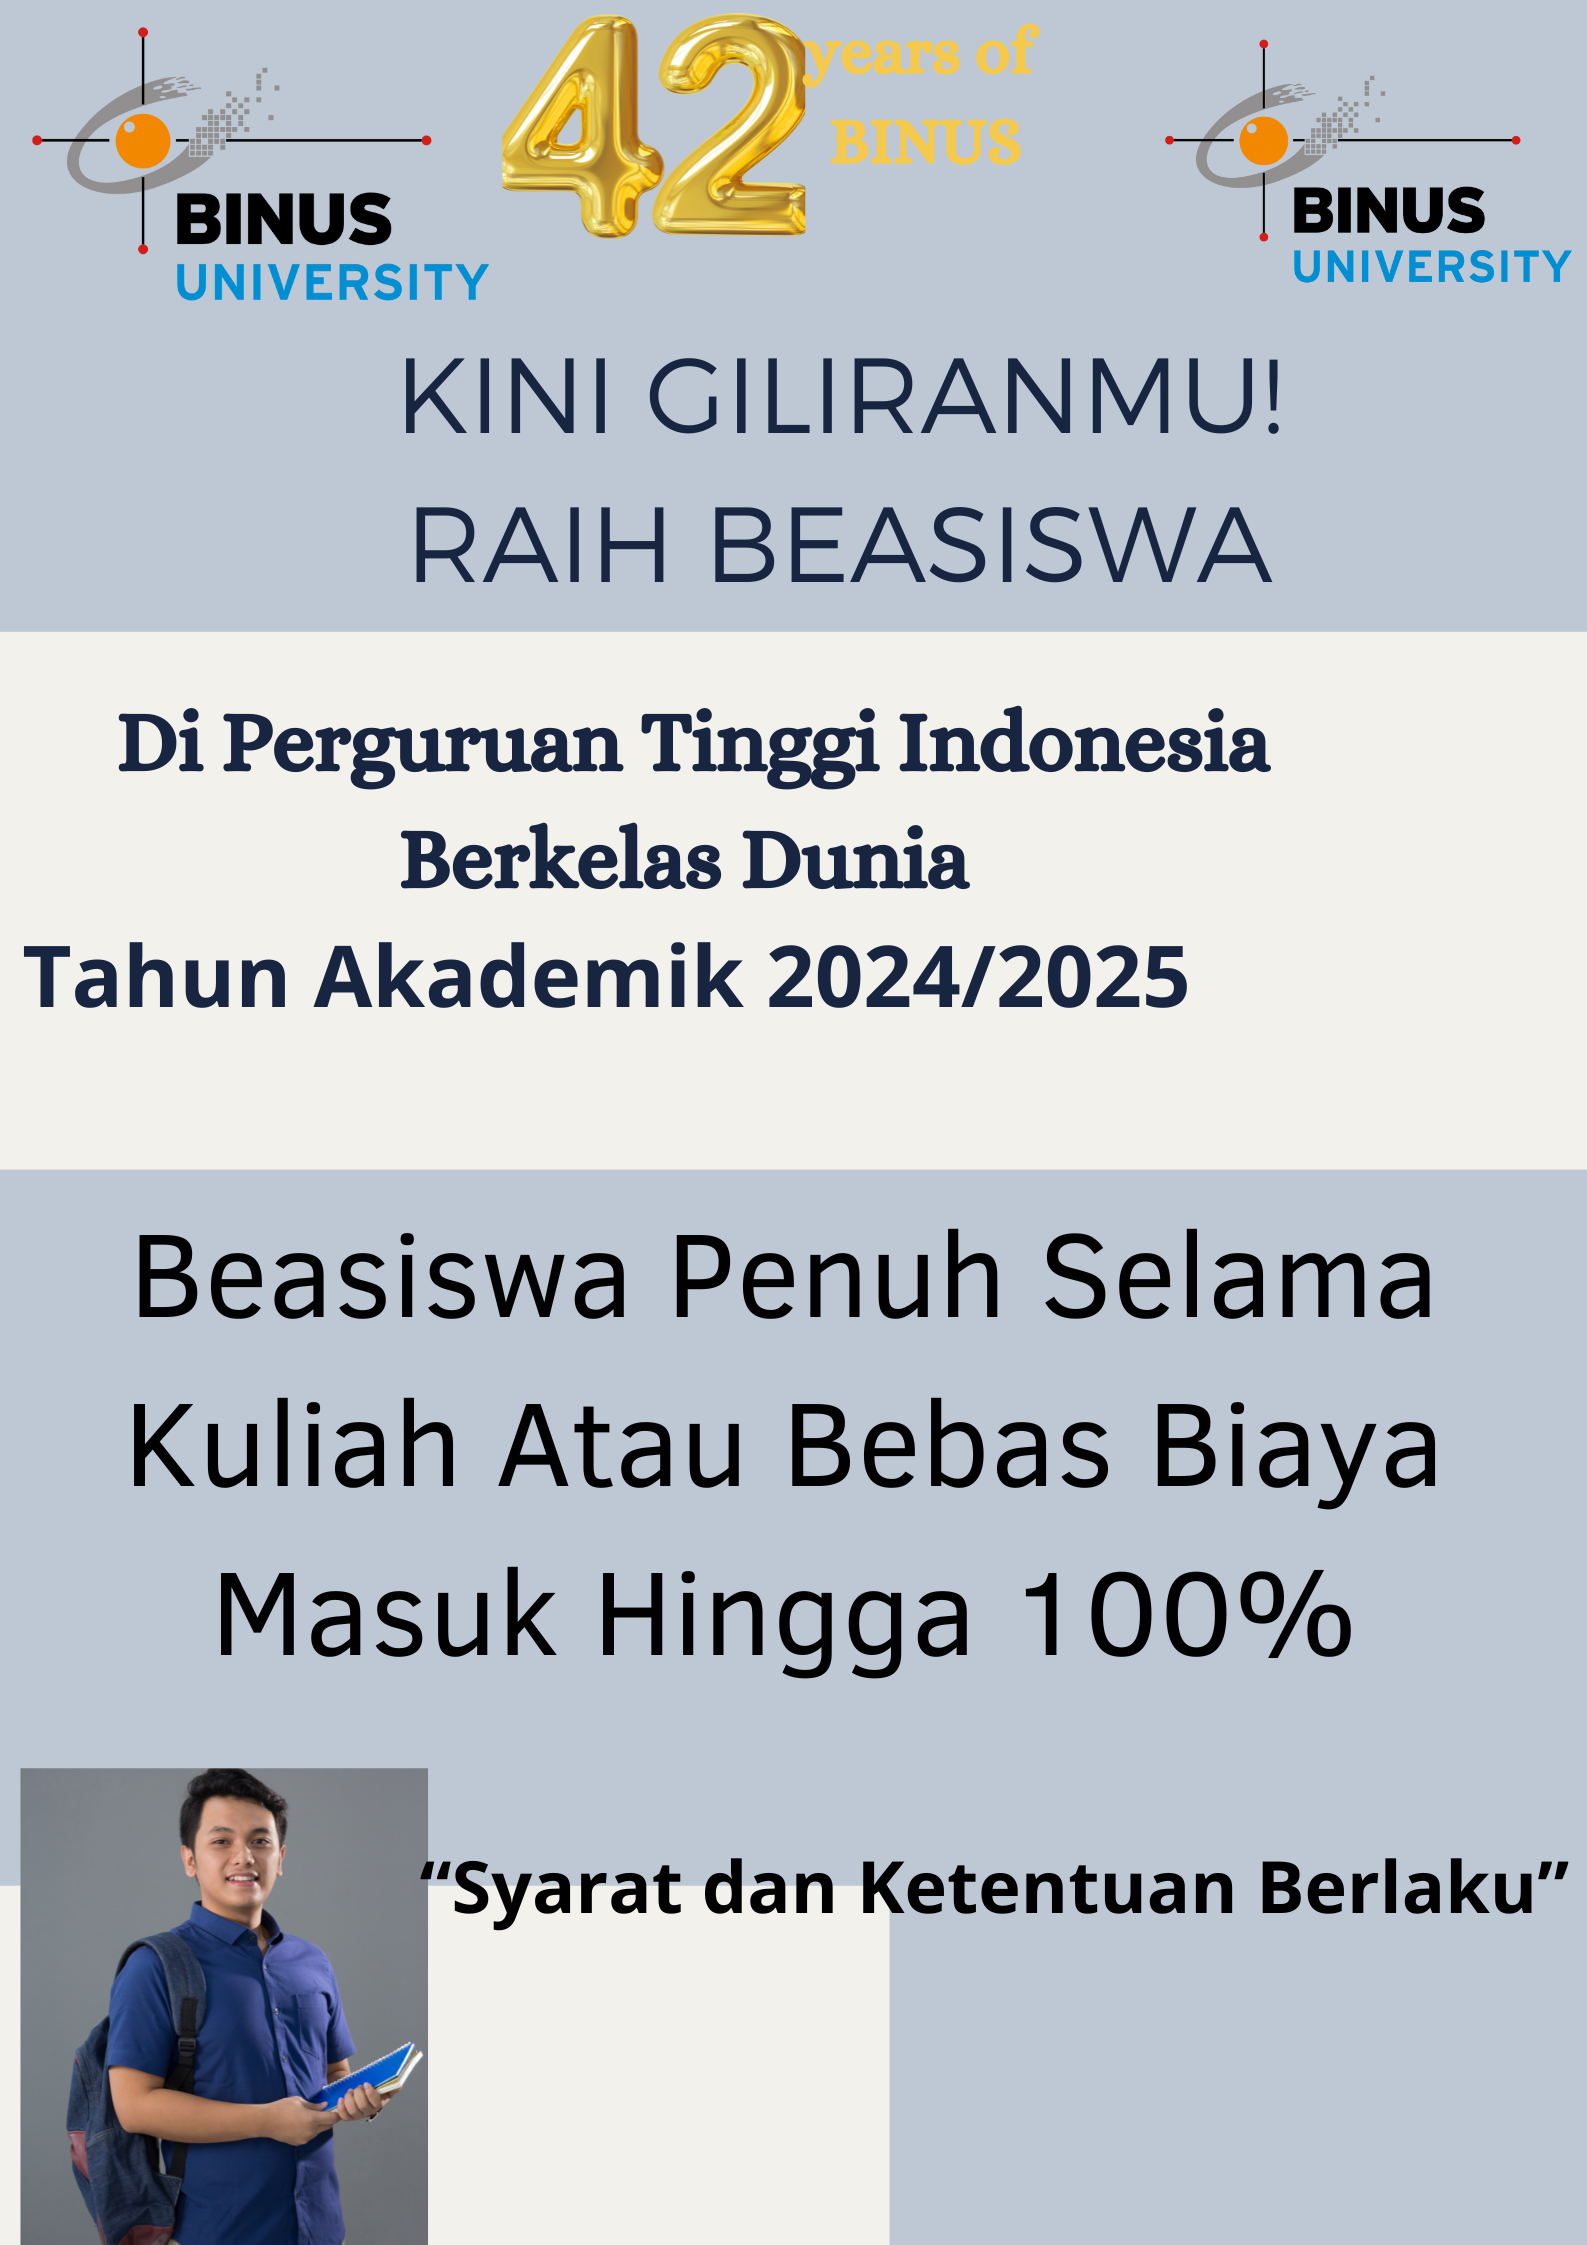 BINUS
UNIVERSITY
42 years of
BINUS
BINUS
UNIVERSITY
KINI GILIRANMU!
RAIH BEASISWA
Di Perguruan Tinggi Indonesia
Berkelas Dunia
Tahun Akademik 2024/2025
Beasiswa Penuh Selama
Kuliah Atau Bebas Biaya
Masuk Hingga 100%
“Syarat dan Ketentuan Berlaku”